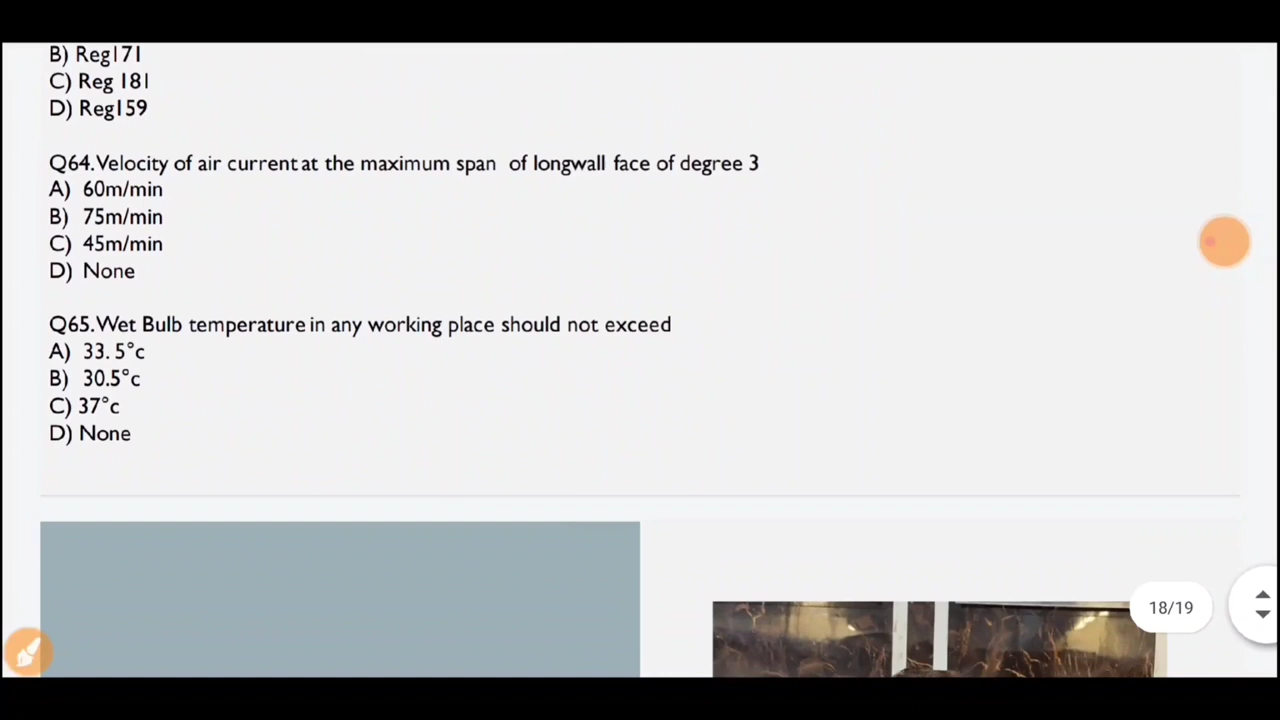 B) Reg171
C) Reg 181
D) Reg159
Q64.Velocity of air current at the maximum span of longwall face of degree 3
A) 60m/min
B) 75m/min
C) 45m/min
D) None
Q65.Wet Bulb temperature in any working place should not exceed
A) 33. 5°c
B) 30.5°c
C) 37°c
D) None
18/19